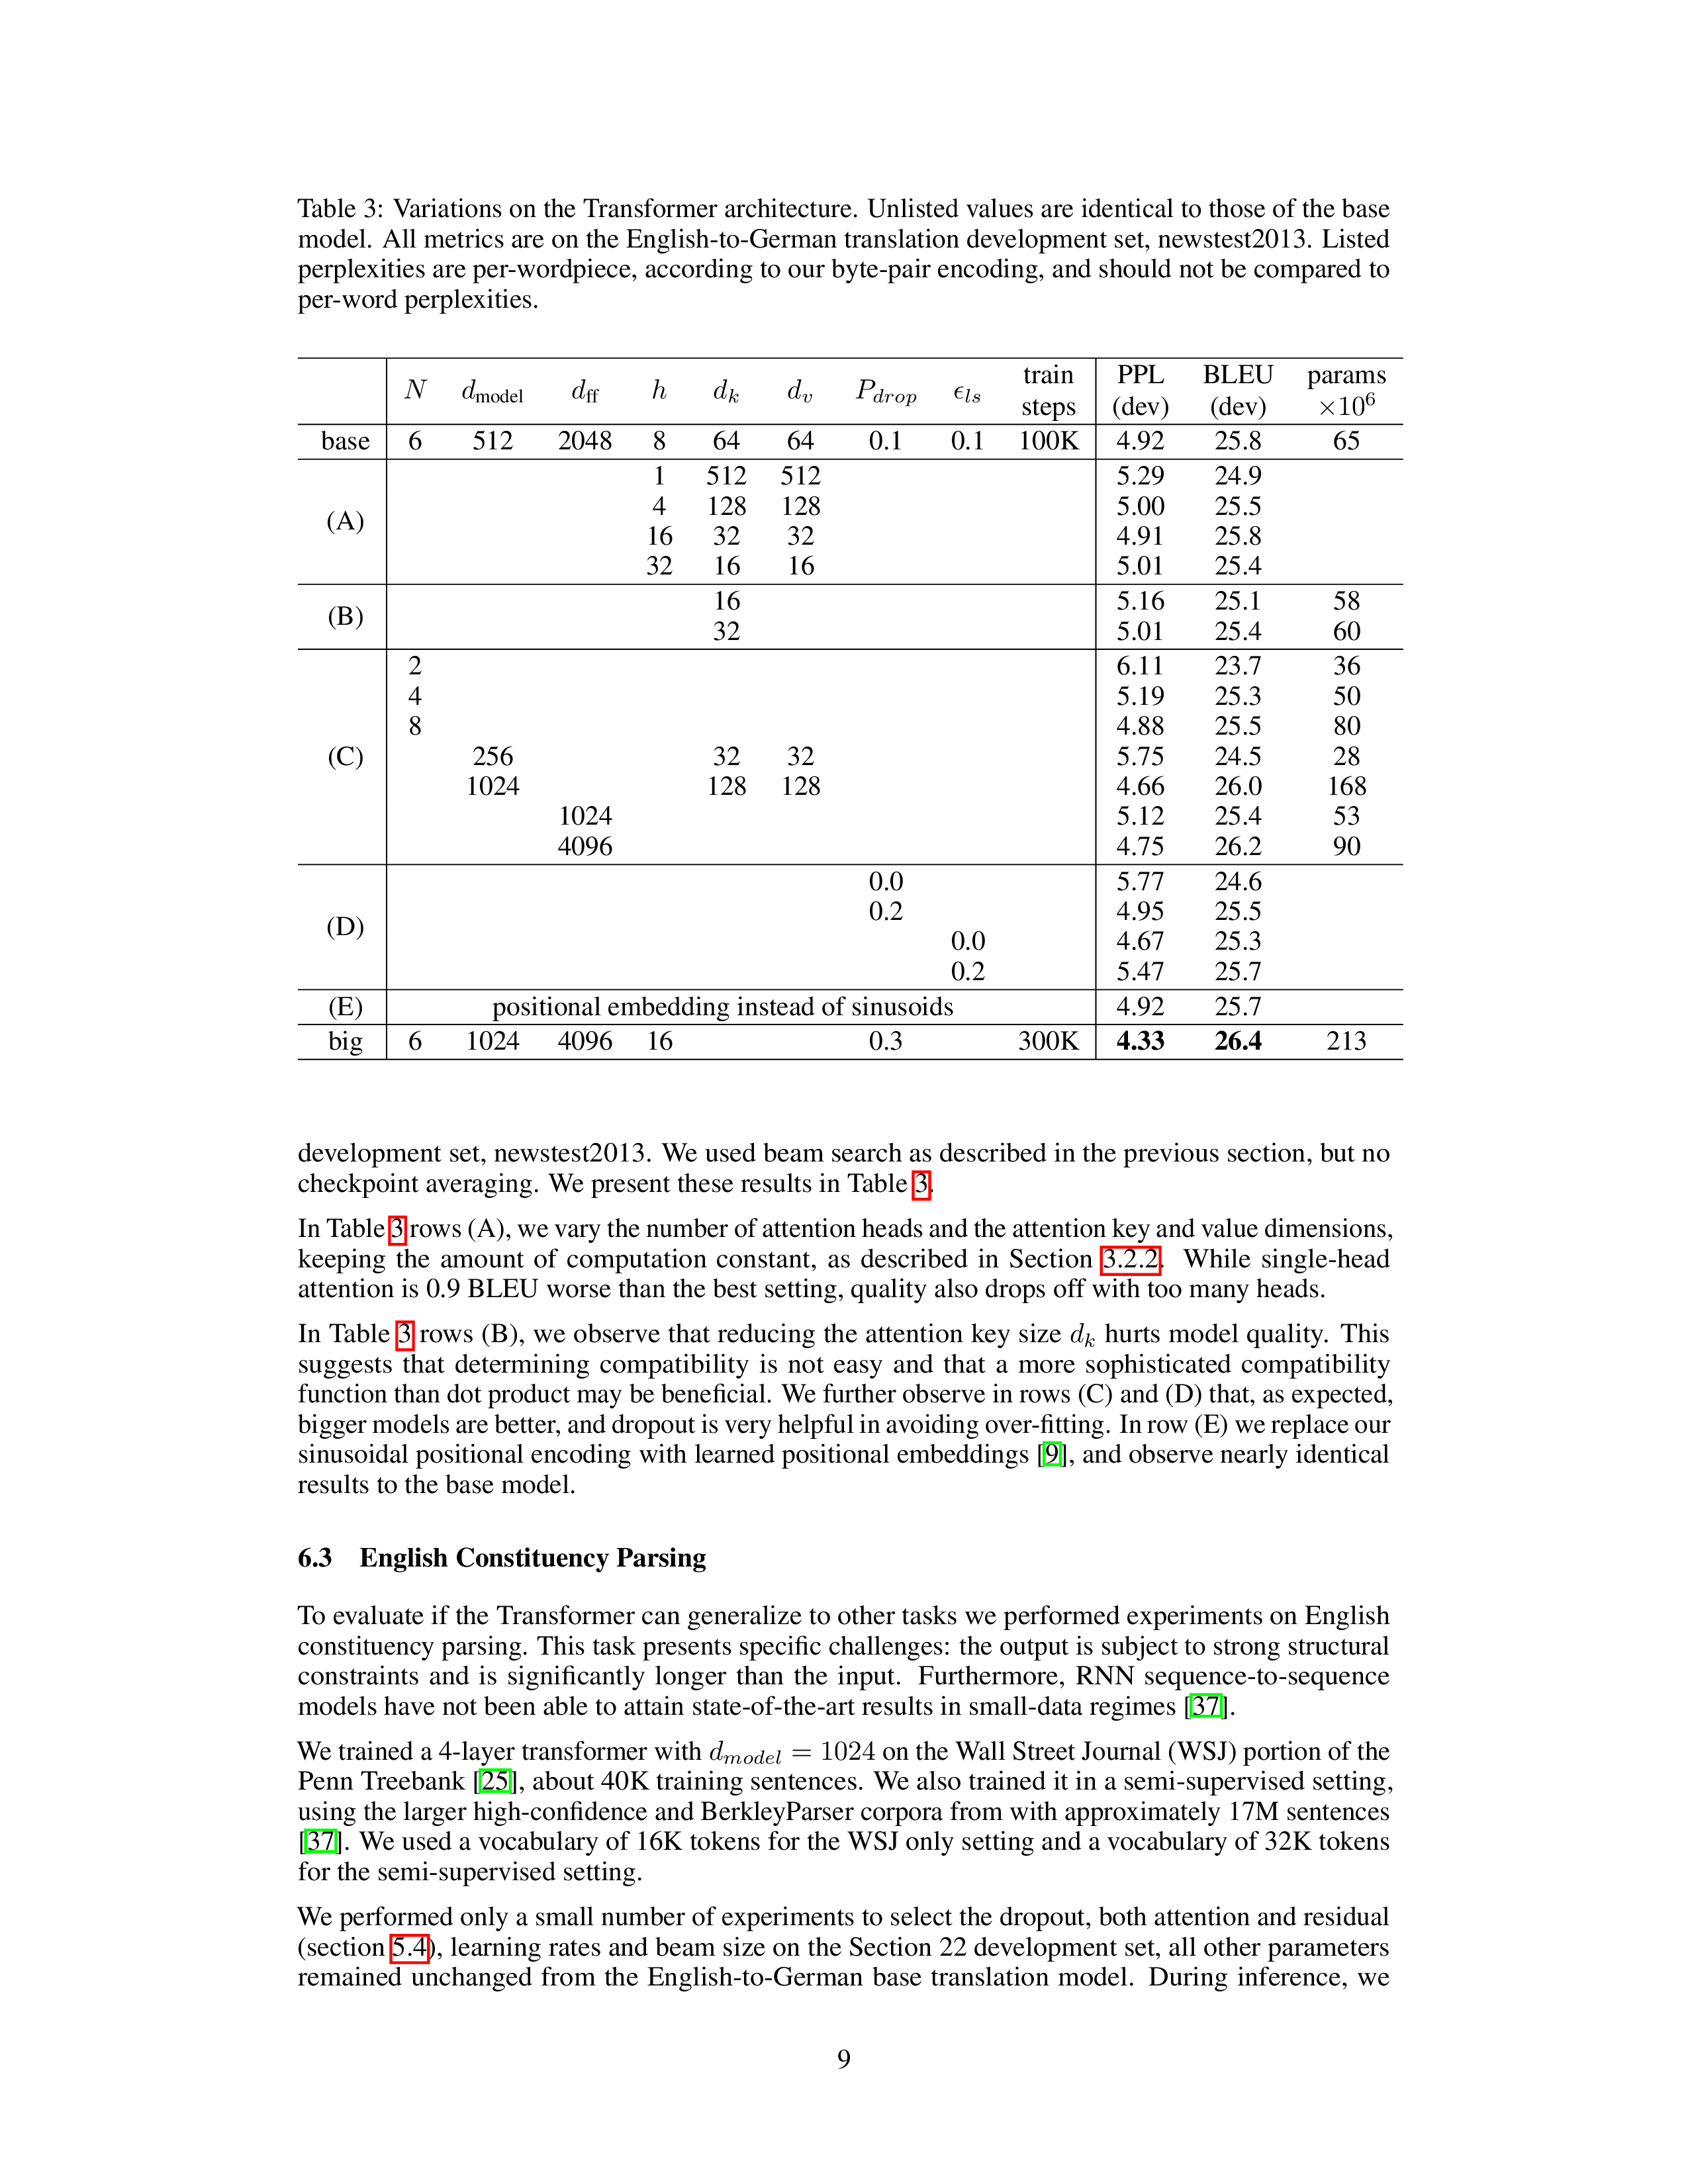 Table 3: Variations on the Transformer architecture. Unlisted values are identical to those of the base
model. All metrics are on the English-to-German translation development set, newstest2013. Listed
perplexities are per-wordpiece, according to our byte-pair encoding, and should not be compared to
per-word perplexities.
N d_model d_ff h d_k d_v P_drop ϵ_ls train steps PPL (dev) BLEU (dev) params ×10^6
base 6 512 2048 8 64 64 0.1 0.1 100K 4.92 25.8 65
(A) 1 512 512 5.29 24.9
4 128 128 5.00 25.5
16 32 32 4.91 25.8
32 16 16 5.01 25.4
(B) 16 5.16 25.1 58
32 5.01 25.4 60
(C) 2 6.11 23.7 36
4 5.19 25.3 50
8 4.88 25.5 80
256 32 32 5.75 24.5 28
1024 128 128 4.66 26.0 168
1024 5.12 25.4 53
4096 4.75 26.2 90
(D) 0.0 5.77 24.6
0.2 4.95 25.5
0.0 4.67 25.3
0.2 5.47 25.7
(E) positional embedding instead of sinusoids 4.92 25.7
big 6 1024 4096 16 0.3 300K 4.33 26.4 213
development set, newstest2013. We used beam search as described in the previous section, but no
checkpoint averaging. We present these results in Table 3.
In Table 3 rows (A), we vary the number of attention heads and the attention key and value dimensions,
keeping the amount of computation constant, as described in Section 3.2.2. While single-head
attention is 0.9 BLEU worse than the best setting, quality also drops off with too many heads.
In Table 3 rows (B), we observe that reducing the attention key size d_k hurts model quality. This
suggests that determining compatibility is not easy and that a more sophisticated compatibility
function than dot product may be beneficial. We further observe in rows (C) and (D) that, as expected,
bigger models are better, and dropout is very helpful in avoiding over-fitting. In row (E) we replace our
sinusoidal positional encoding with learned positional embeddings [9], and observe nearly identical
results to the base model.
6.3 English Constituency Parsing
To evaluate if the Transformer can generalize to other tasks we performed experiments on English
constituency parsing. This task presents specific challenges: the output is subject to strong structural
constraints and is significantly longer than the input. Furthermore, RNN sequence-to-sequence
models have not been able to attain state-of-the-art results in small-data regimes [37].
We trained a 4-layer transformer with d_model = 1024 on the Wall Street Journal (WSJ) portion of the
Penn Treebank [25], about 40K training sentences. We also trained it in a semi-supervised setting,
using the larger high-confidence and BerkleyParser corpora from with approximately 17M sentences
[37]. We used a vocabulary of 16K tokens for the WSJ only setting and a vocabulary of 32K tokens
for the semi-supervised setting.
We performed only a small number of experiments to select the dropout, both attention and residual
(section 5.4), learning rates and beam size on the Section 22 development set, all other parameters
remained unchanged from the English-to-German base translation model. During inference, we
9